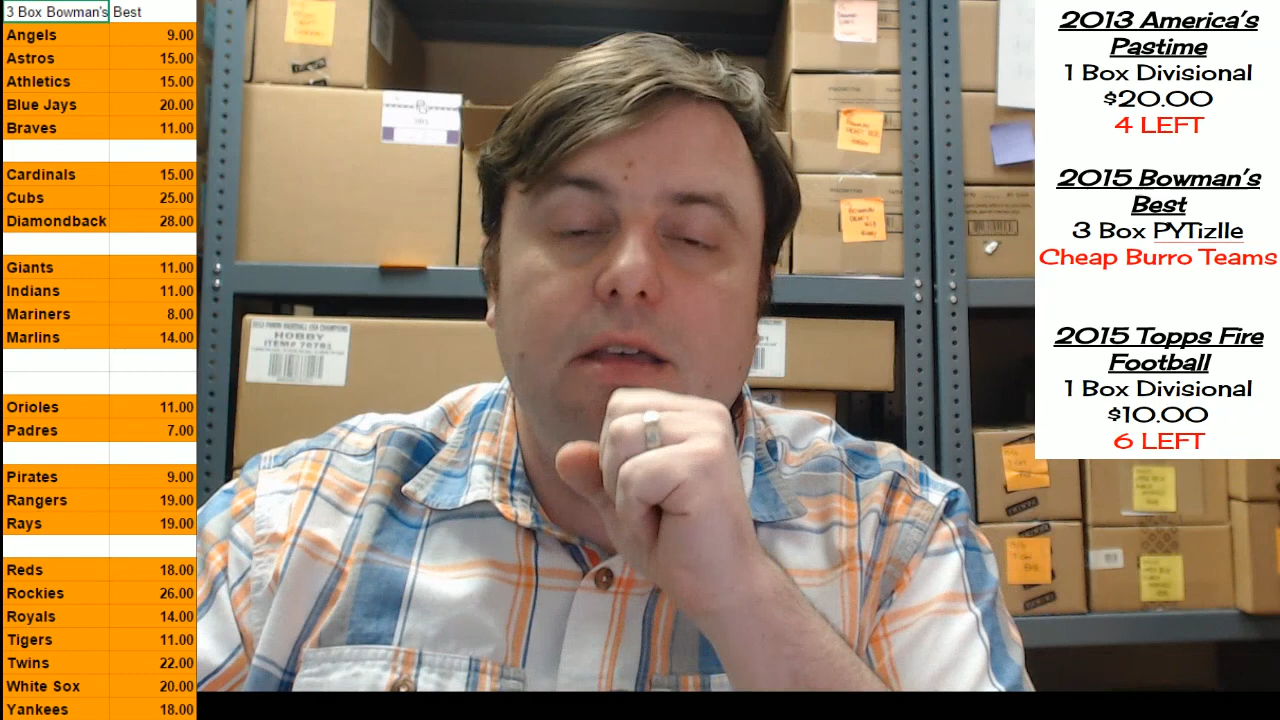 3 Box Bowman's Best
Angels 9.00
Astros 15.00
Athletics 15.00
Blue Jays 20.00
Braves 11.00
Cardinals 15.00
Cubs 25.00
Diamondback 28.00
Giants 11.00
Indians 11.00
Mariners 8.00
Marlins 14.00
Orioles 11.00
Padres 7.00
Pirates 9.00
Rangers 19.00
Rays 19.00
Reds 18.00
Rockies 26.00
Royals 14.00
Tigers 11.00
Twins 22.00
White Sox 20.00
Yankees 18.00
HOBBY
ITEM# 78781
2013 America's
Pastime
1 Box Divisional
$20.00
4 LEFT
2015 Bowman's
Best
3 Box PYTizlle
Cheap Burro Teams
2015 Topps Fire
Football
1 Box Divisional
$10.00
6 LEFT